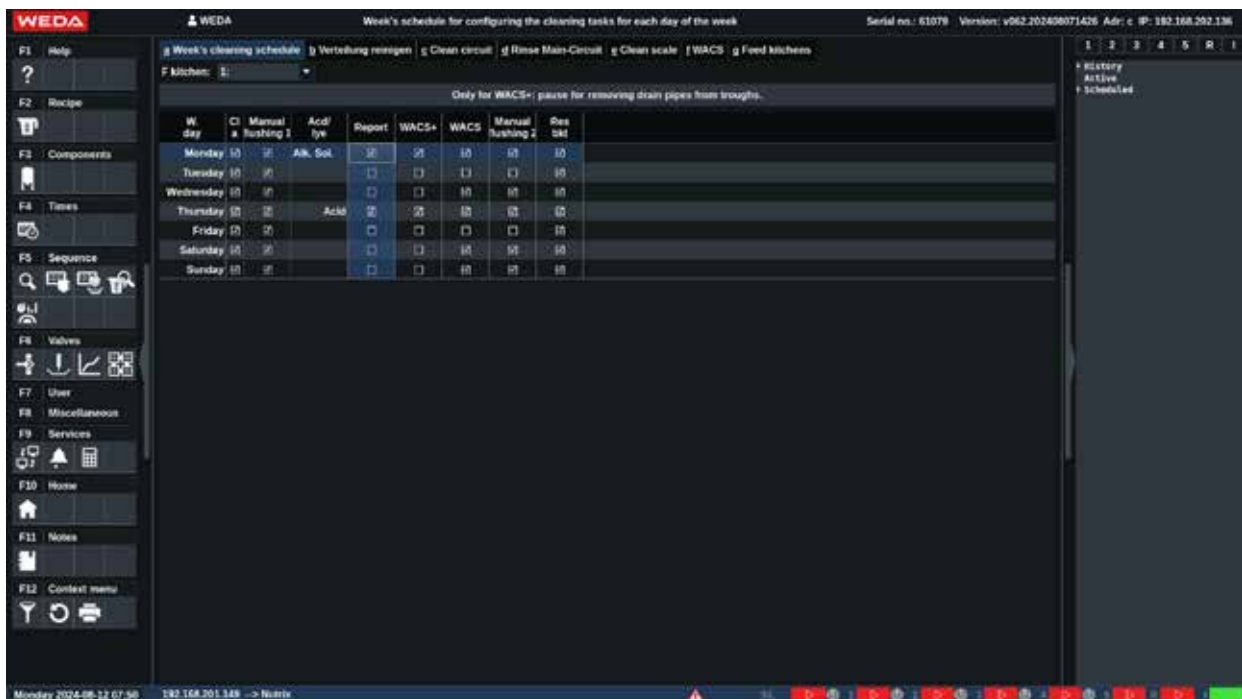 WEDA
WEDA
Week's schedule for configuring the cleaning tasks for each day of the week
Serial no.: 61079 Version: v062.202408071426 Adr: c IP: 192.168.202.136
F1 Help
a Week's cleaning schedule b Verteilung reinigen c Clean circuit d Rinse Main-Circuit e Clean scale f WACS g Feed kitchens
1 2 3 4 5 R I
F kitchen: 1:
History
Active
Scheduled
Only for WACS+: pause for removing drain pipes from troughs.
F2 Recipe
W. day Cl a Manual flushing 1 Acd/ lye Report WACS+ WACS Manual flushing 2 Res bkt
Monday Alk. Sol.
F3 Components
Tuesday
Wednesday
Thursday Acid
F4 Times
Friday
Saturday
F5 Sequence
Sunday
F6 Valves
F7 User
F8 Miscellaneous
F9 Services
F10 Home
F11 Notes
F12 Context menu
Monday 2024-08-12 07:50 192.168.201.149 --> Nutrix